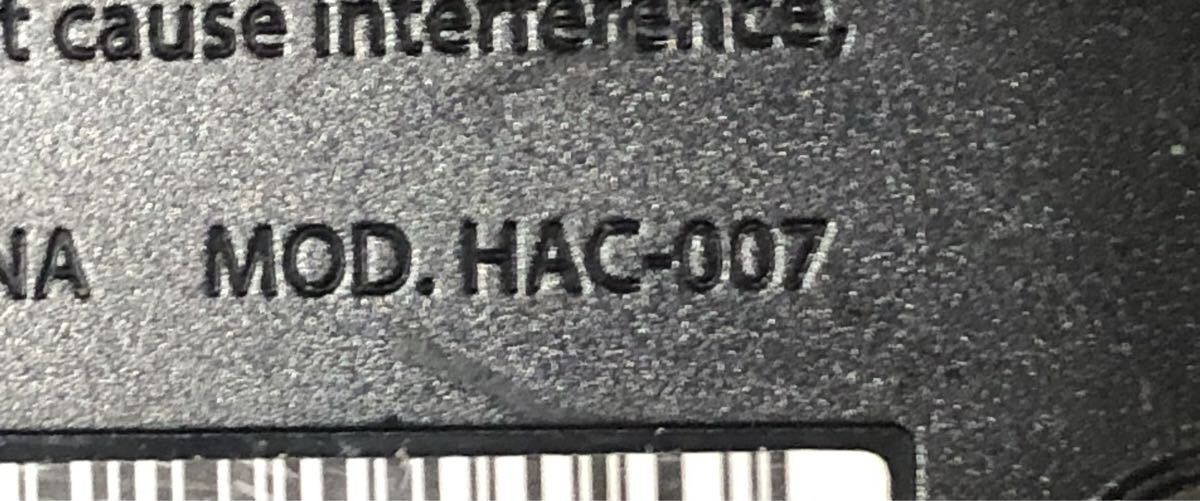 t cause interference,
NA MOD. HAC-007